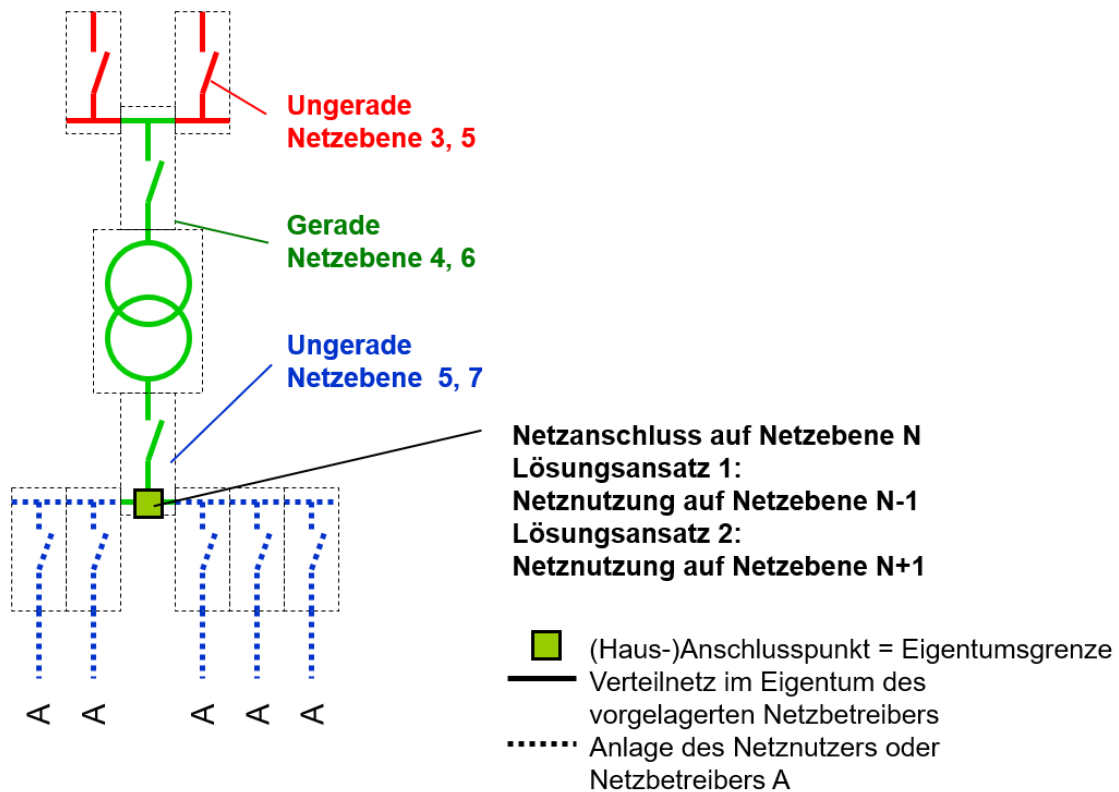 Ungerade
Netzebene 3, 5
Gerade
Netzebene 4, 6
Ungerade
Netzebene  5, 7
Netzanschluss auf Netzebene N
Lösungsansatz 1:
Netznutzung auf Netzebene N-1
Lösungsansatz 2:
Netznutzung auf Netzebene N+1
(Haus-)Anschlusspunkt = Eigentumsgrenze
Verteilnetz im Eigentum des
vorgelagerten Netzbetreibers
Anlage des Netznutzers oder
Netzbetreibers A
A
A
A
A
A